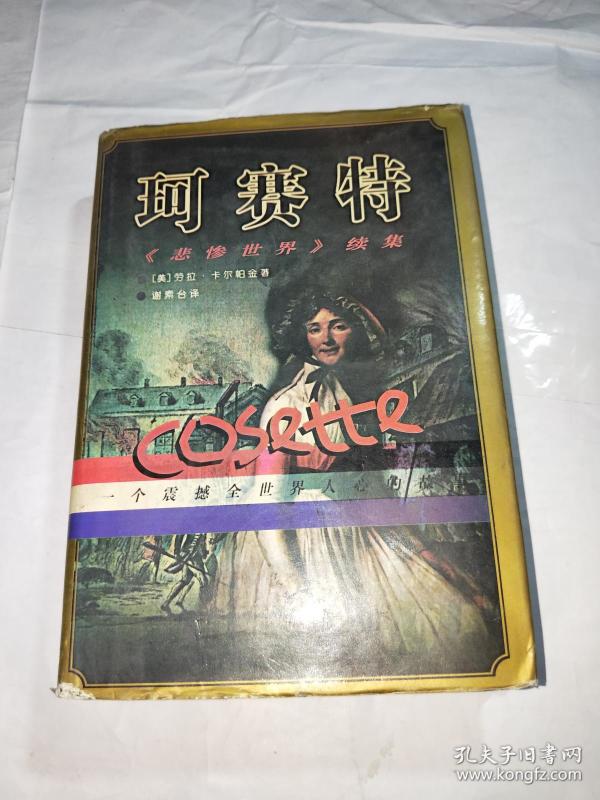 珂赛特
《悲惨世界》续集
[美]劳拉·卡尔帕金著
谢素台译
cosette
一个震撼全世界人心的故
孔夫子旧书网
www.kongfz.com